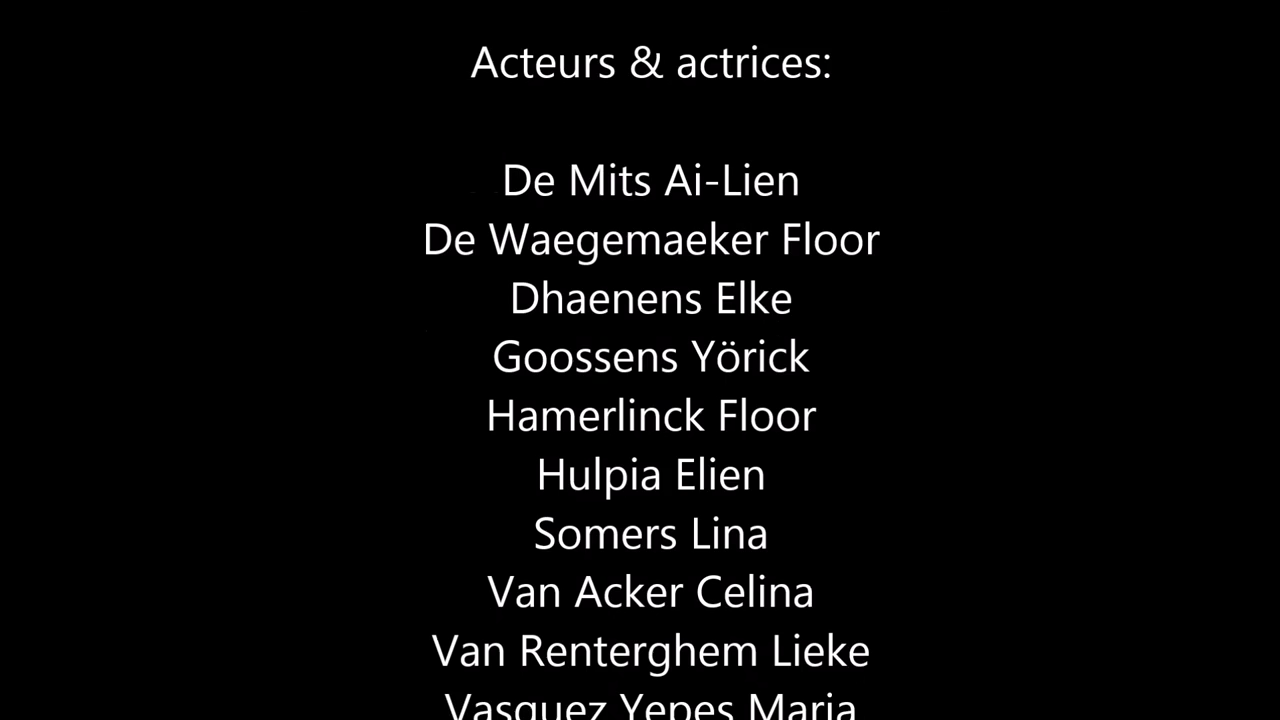 Acteurs & actrices:
De Mits Ai-Lien
De Waegemaeker Floor
Dhaenens Elke
Goossens Yörick
Hamerlinck Floor
Hulpia Elien
Somers Lina
Van Acker Celina
Van Renterghem Lieke
Vasquez Yepes Maria